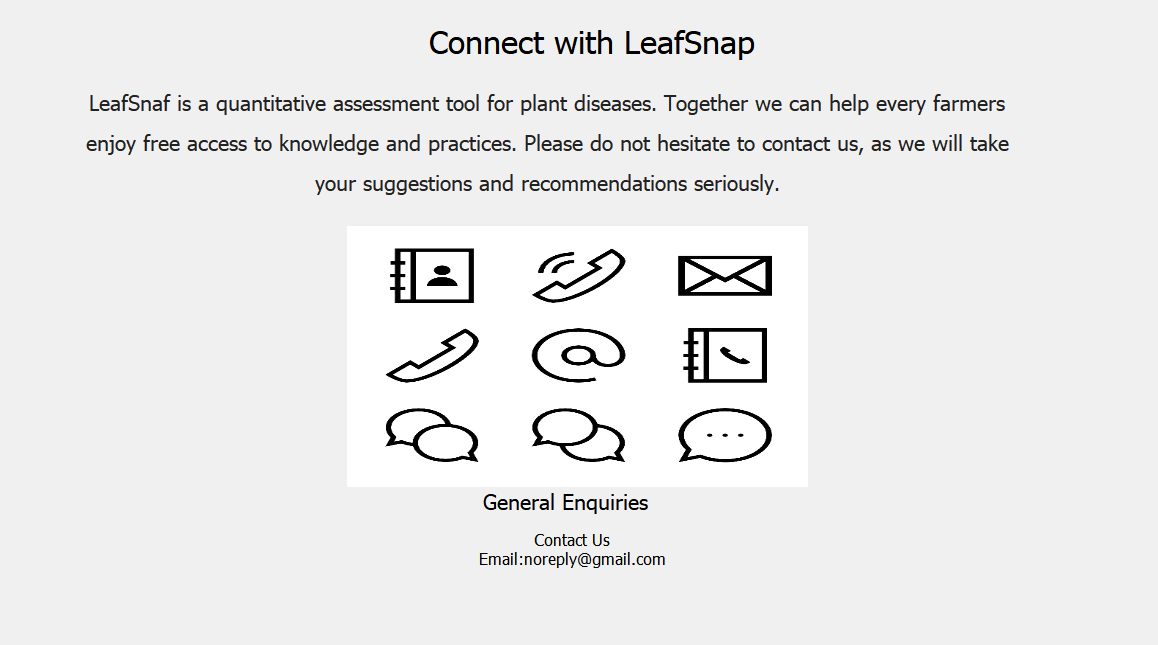 Connect with LeafSnap
LeafSnaf is a quantitative assessment tool for plant diseases. Together we can help every farmers
enjoy free access to knowledge and practices. Please do not hesitate to contact us, as we will take
your suggestions and recommendations seriously.
General Enquiries
Contact Us
Email:noreply@gmail.com